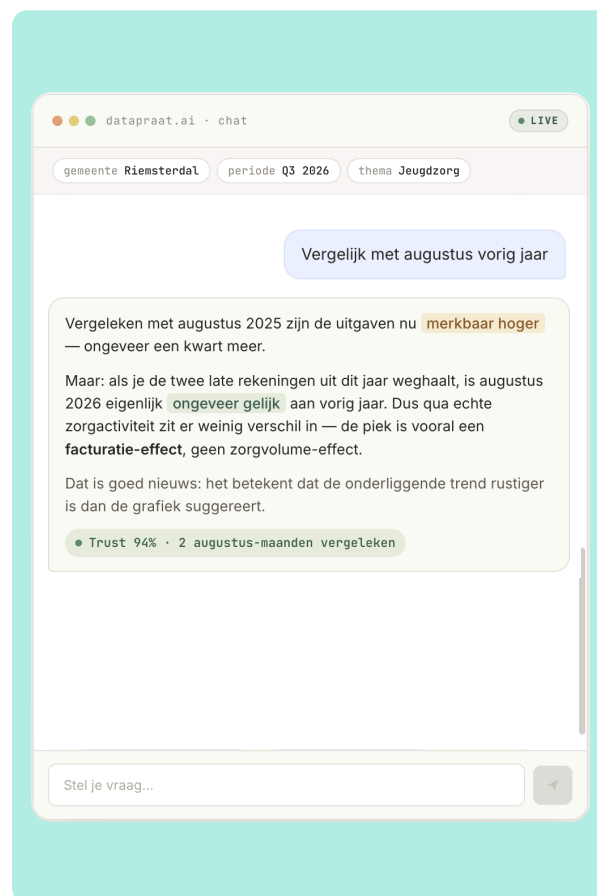 datapraat.ai · chat
LIVE
gemeente Riemsterdal
periode Q3 2026
thema Jeugdzorg
Vergelijk met augustus vorig jaar
Vergeleken met augustus 2025 zijn de uitgaven nu merkbaar hoger
— ongeveer een kwart meer.
Maar: als je de twee late rekeningen uit dit jaar weghaalt, is augustus
2026 eigenlijk ongeveer gelijk aan vorig jaar. Dus qua echte
zorgactiviteit zit er weinig verschil in — de piek is vooral een
facturatie-effect, geen zorgvolume-effect.
Dat is goed nieuws: het betekent dat de onderliggende trend rustiger
is dan de grafiek suggereert.
Trust 94% · 2 augustus-maanden vergeleken
Stel je vraag...